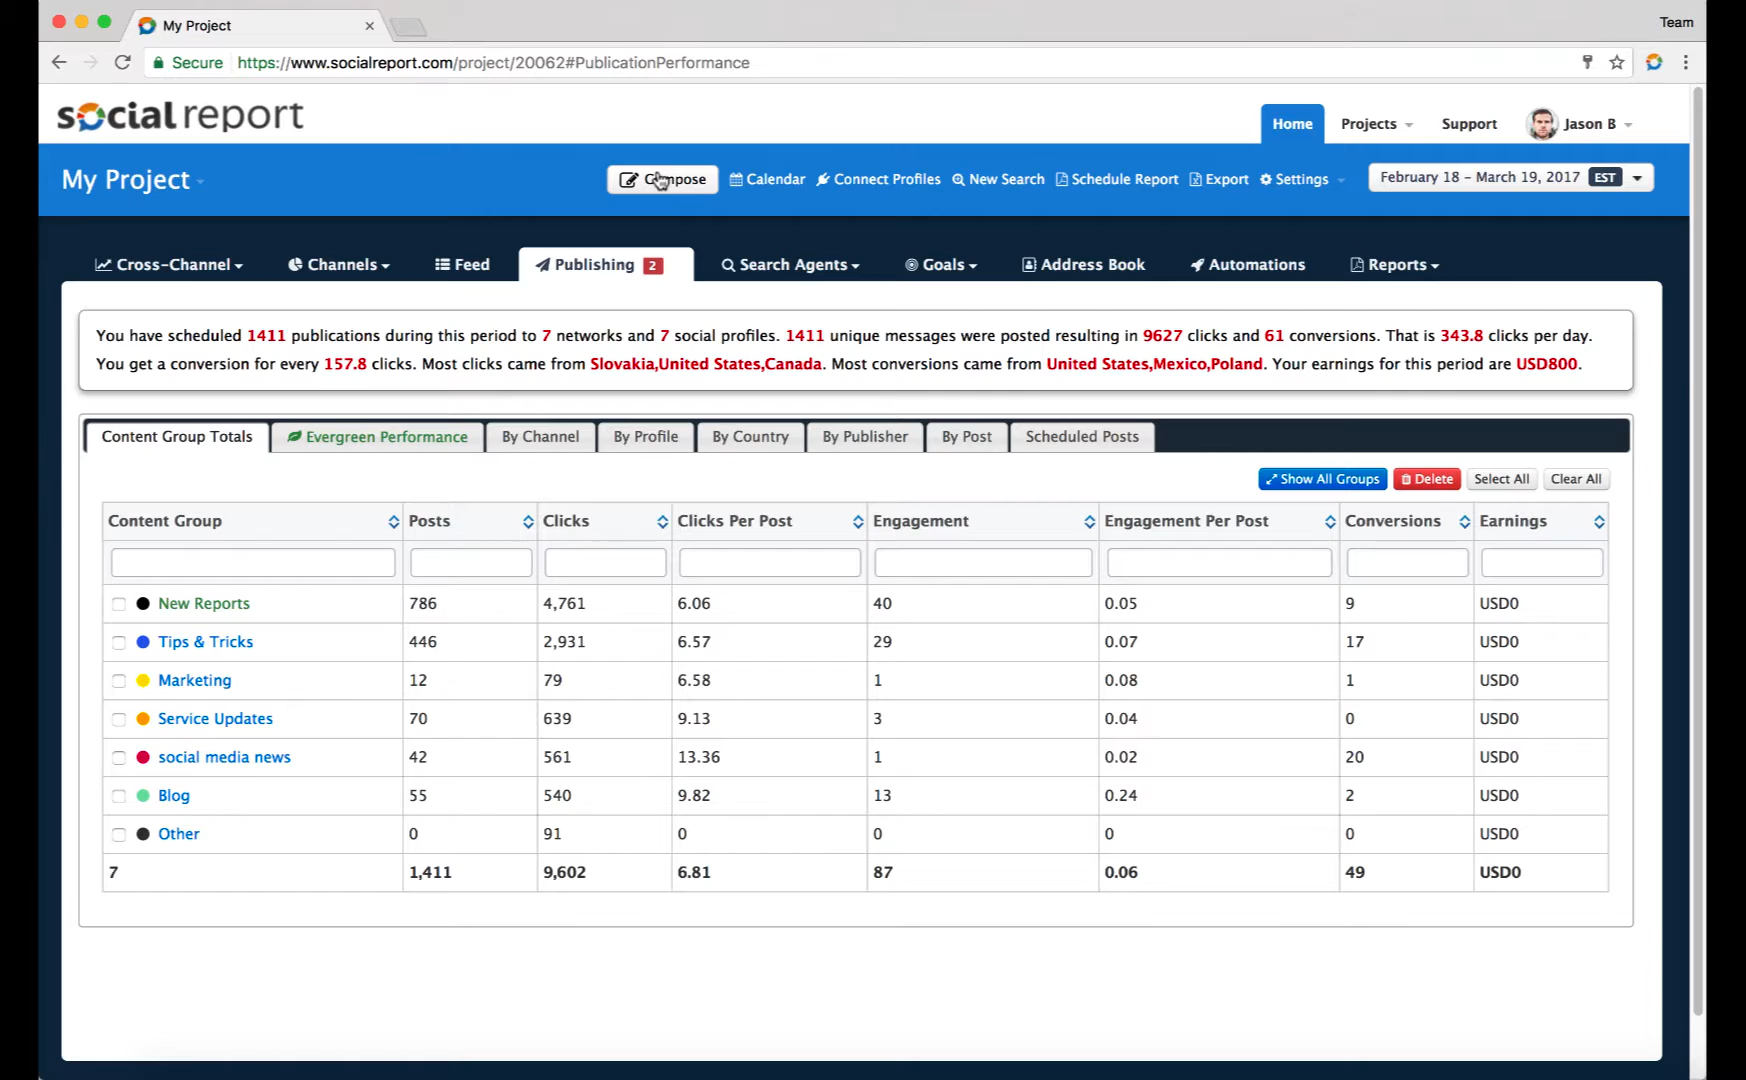 My Project
Team
Secure https://www.socialreport.com/project/20062#PublicationPerformance
social report
Home Projects Support Jason B
My Project Compose Calendar Connect Profiles New Search Schedule Report Export Settings February 18 - March 19, 2017 EST
Cross-Channel Channels Feed Publishing 2 Search Agents Goals Address Book Automations Reports
You have scheduled 1411 publications during this period to 7 networks and 7 social profiles. 1411 unique messages were posted resulting in 9627 clicks and 61 conversions. That is 343.8 clicks per day.
You get a conversion for every 157.8 clicks. Most clicks came from Slovakia,United States,Canada. Most conversions came from United States,Mexico,Poland. Your earnings for this period are USD800.
Content Group Totals Evergreen Performance By Channel By Profile By Country By Publisher By Post Scheduled Posts
Show All Groups Delete Select All Clear All
Content Group Posts Clicks Clicks Per Post Engagement Engagement Per Post Conversions Earnings
New Reports 786 4,761 6.06 40 0.05 9 USD0
Tips & Tricks 446 2,931 6.57 29 0.07 17 USD0
Marketing 12 79 6.58 1 0.08 1 USD0
Service Updates 70 639 9.13 3 0.04 0 USD0
social media news 42 561 13.36 1 0.02 20 USD0
Blog 55 540 9.82 13 0.24 2 USD0
Other 0 91 0 0 0 0 USD0
7 1,411 9,602 6.81 87 0.06 49 USD0